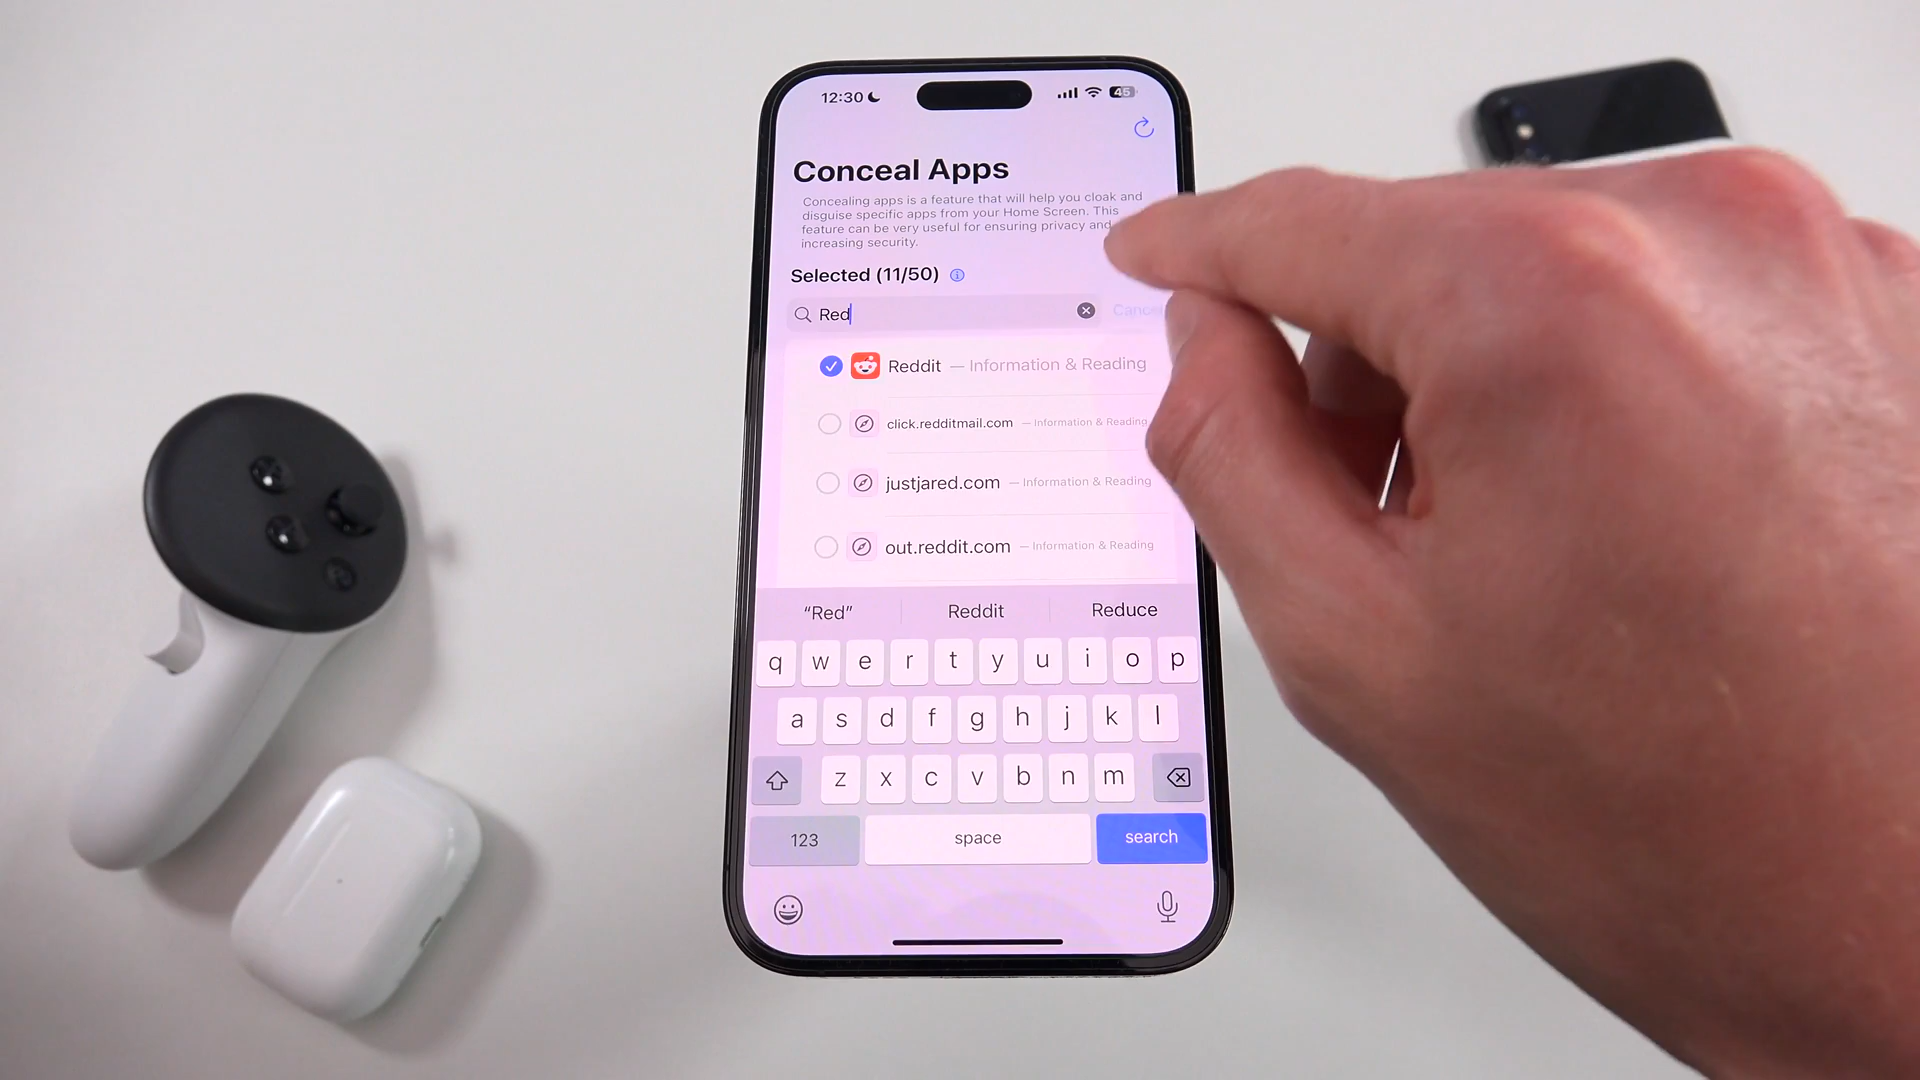 12:30
45
Conceal Apps
Concealing apps is a feature that will help you cloak and
disguise specific apps from your Home Screen. This
feature can be very useful for ensuring privacy and
increasing security.
Selected (11/50)
Red
Cancel
Reddit — Information & Reading
click.redditmail.com — Information & Reading
justjared.com — Information & Reading
out.reddit.com — Information & Reading
“Red” Reddit Reduce
q w e r t y u i o p
a s d f g h j k l
z x c v b n m
123 space search